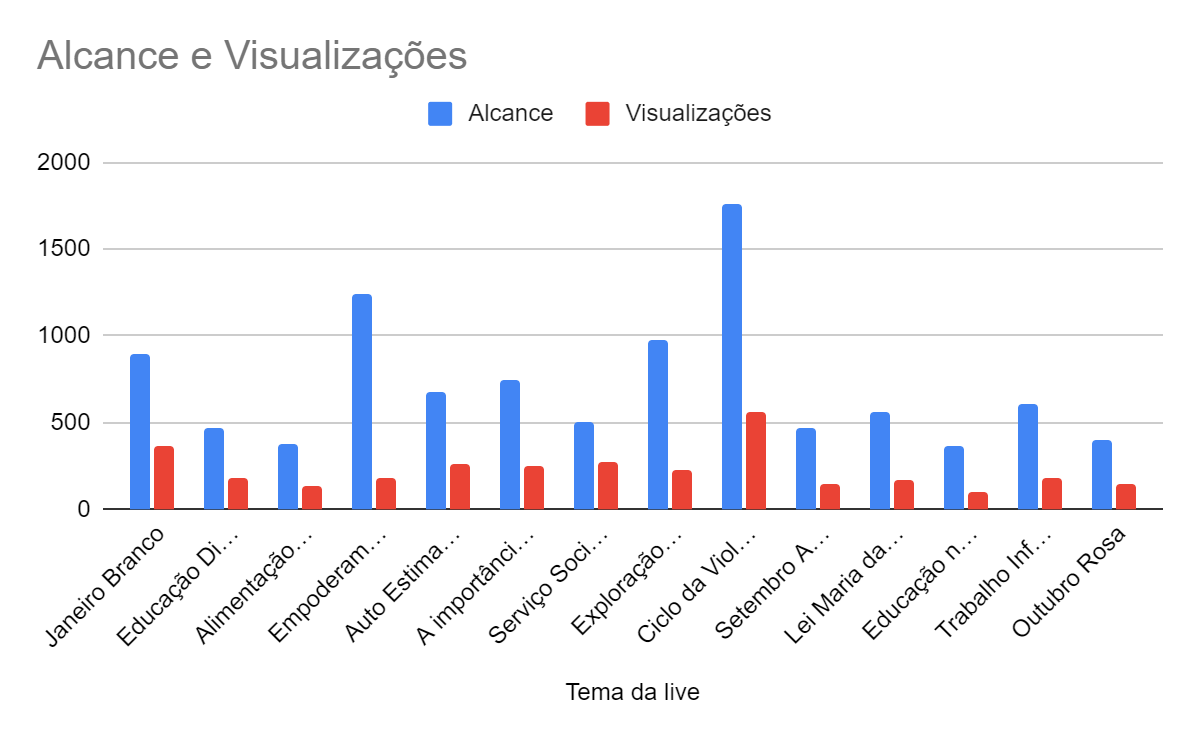 Alcance e Visualizações
Alcance
Visualizações
2000
1500
1000
500
0
Janeiro Branco
Educação Di…
Alimentação…
Empoderam…
Auto Estima…
A importânci…
Serviço Soci…
Exploração…
Ciclo da Viol…
Setembro A…
Lei Maria da…
Educação n…
Trabalho Inf…
Outubro Rosa
Tema da live